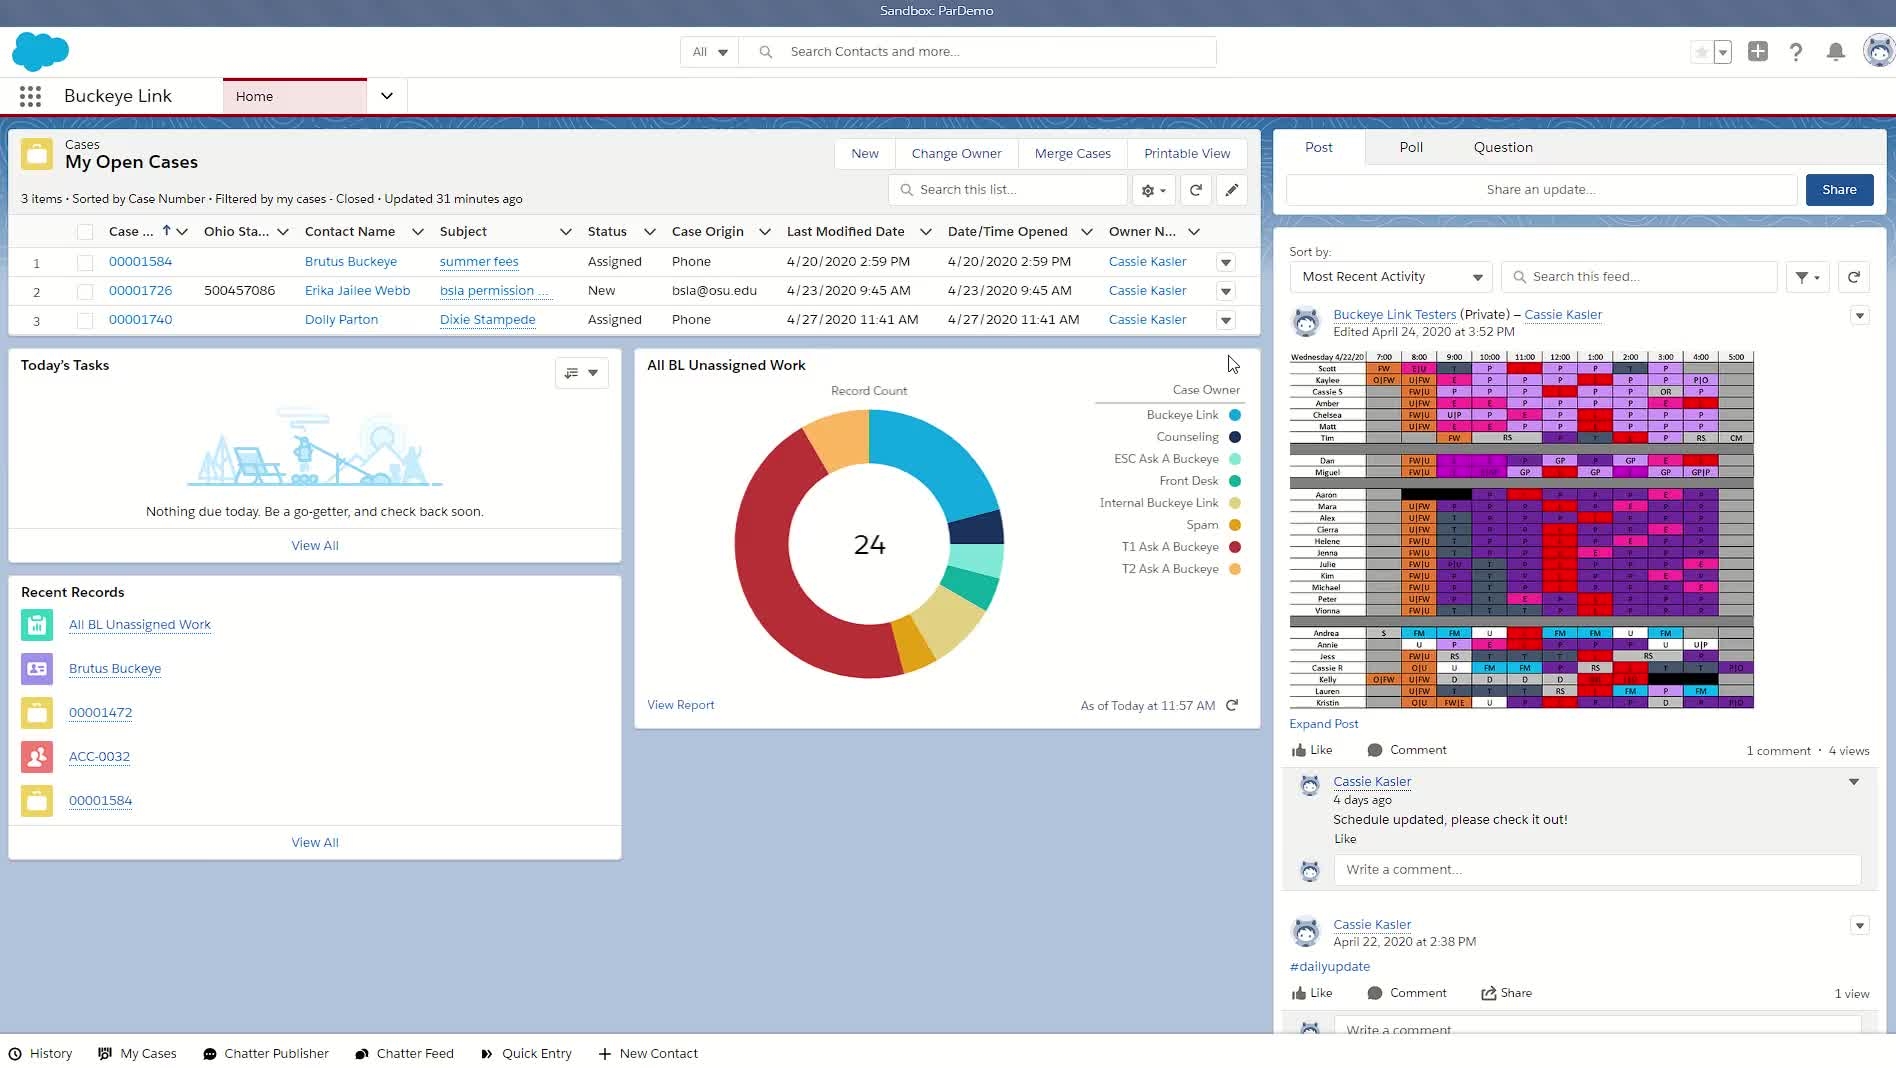 Sandbox: ParDemo
All
Search Contacts and more...
Buckeye Link
Home
Cases
My Open Cases
New
Change Owner
Merge Cases
Printable View
3 items • Sorted by Case Number • Filtered by my cases - Closed • Updated 31 minutes ago
Search this list...
Case ... Ohio Sta... Contact Name Subject Status Case Origin Last Modified Date Date/Time Opened Owner N...
1 00001584 Brutus Buckeye summer fees Assigned Phone 4/20/2020 2:59 PM 4/20/2020 2:59 PM Cassie Kasler
2 00001726 500457086 Erika Jailee Webb bsla permission ... New bsla@osu.edu 4/23/2020 9:45 AM 4/23/2020 9:45 AM Cassie Kasler
3 00001740 Dolly Parton Dixie Stampede Assigned Phone 4/27/2020 11:41 AM 4/27/2020 11:41 AM Cassie Kasler
Today's Tasks
Nothing due today. Be a go-getter, and check back soon.
View All
Recent Records
All BL Unassigned Work
Brutus Buckeye
00001472
ACC-0032
00001584
View All
All BL Unassigned Work
Record Count
24
Case Owner
Buckeye Link
Counseling
ESC Ask A Buckeye
Front Desk
Internal Buckeye Link
Spam
T1 Ask A Buckeye
T2 Ask A Buckeye
View Report
As of Today at 11:57 AM
Post
Poll
Question
Share an update...
Share
Sort by:
Most Recent Activity
Search this feed...
Buckeye Link Testers (Private) – Cassie Kasler
Edited April 24, 2020 at 3:52 PM
Wednesday 4/22/20 7:00 8:00 9:00 10:00 11:00 12:00 1:00 2:00 3:00 4:00 5:00
Scott
Kaylee
Cassie S
Amber
Chelsea
Matt
Tim
Dan
Miguel
Aaron
Mara
Alex
Cierra
Helene
Jenna
Julie
Kim
Michael
Peter
Vionna
Andrea
Annie
Jess
Cassie R
Kelly
Lauren
Kristin
Expand Post
Like
Comment
1 comment · 4 views
Cassie Kasler
4 days ago
Schedule updated, please check it out!
Like
Write a comment...
Cassie Kasler
April 22, 2020 at 2:38 PM
#dailyupdate
Like
Comment
Share
1 view
Write a comment
History
My Cases
Chatter Publisher
Chatter Feed
Quick Entry
New Contact